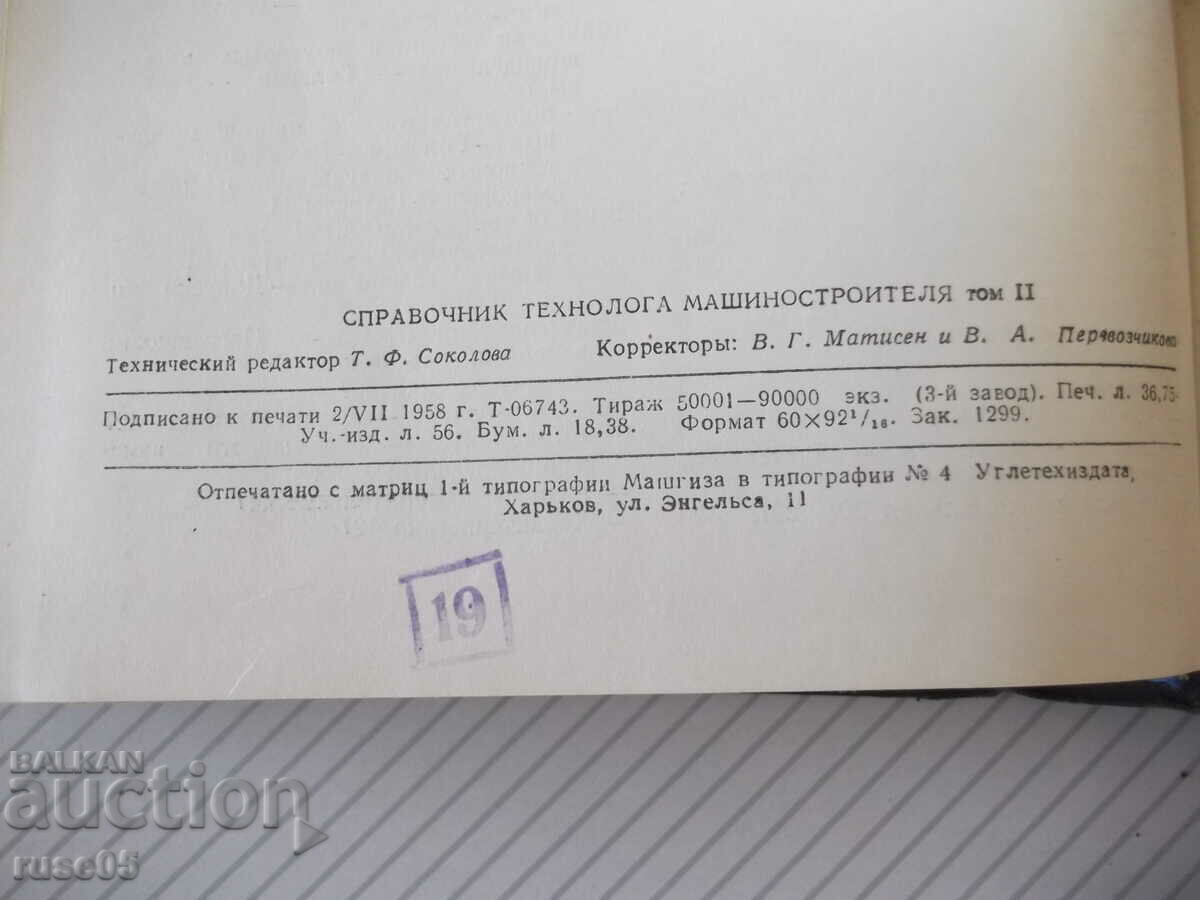 СПРАВОЧНИК ТЕХНОЛОГА МАШИНОСТРОИТЕЛЯ том II
Технический редактор Т. Ф. Соколова Корректоры: В. Г. Матисен и В. А. Перевозчикова
Подписано к печати 2/VII 1958 г. Т-06743. Тираж 50001—90000 экз. (3-й завод). Печ. л. 36,75.
Уч.-изд. л. 56. Бум. л. 18,38. Формат 60×92¹/₁₆. Зак. 1299.
Отпечатано с матриц 1-й типографии Машгиза в типографии № 4 Углетехиздата,
Харьков, ул. Энгельса, 11
19
BALKAN
auction
ruse05